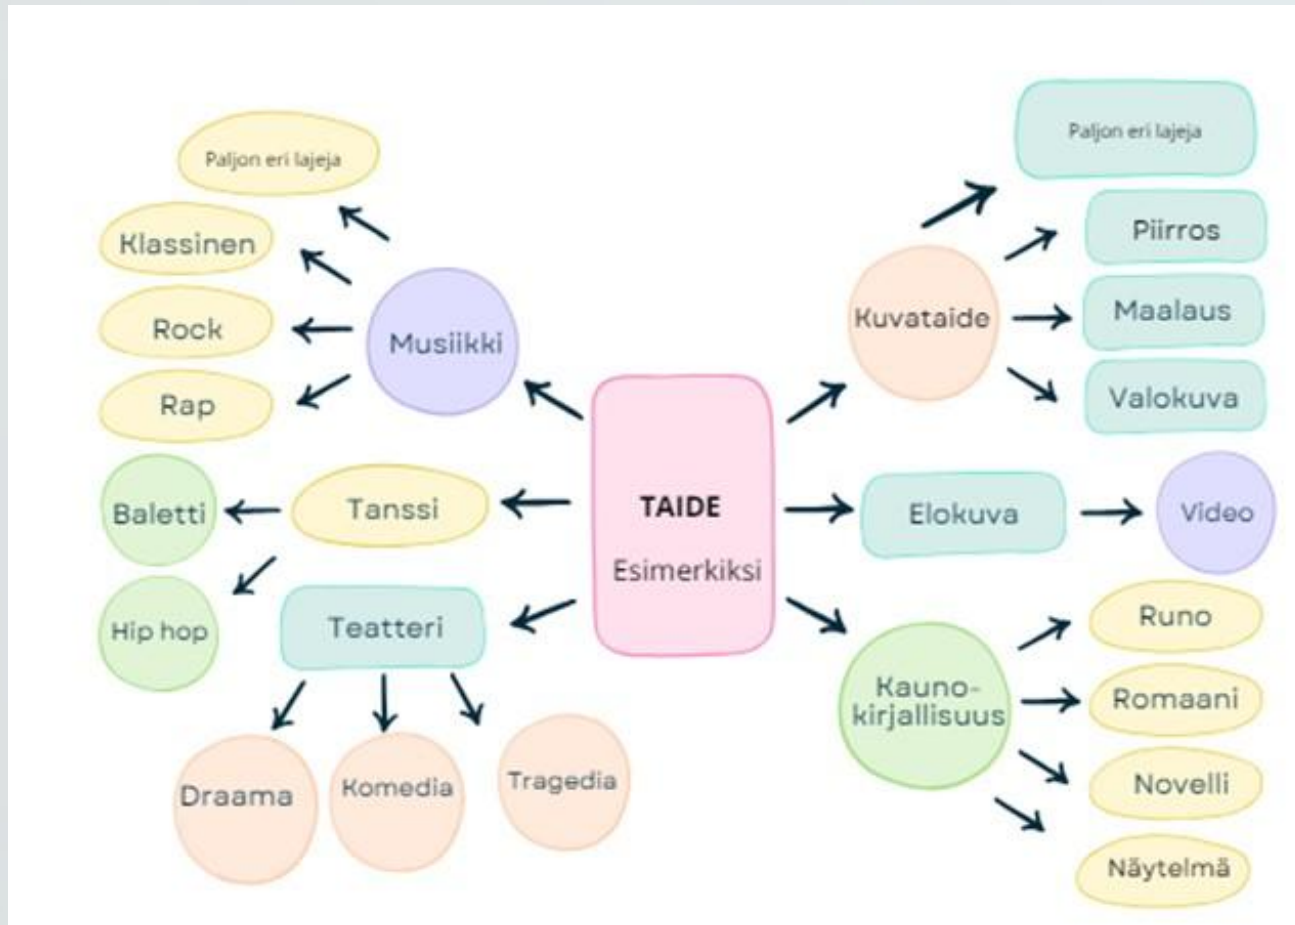 Paljon eri lajeja
Klassinen
Rock
Rap
Musiikki
Baletti
Hip hop
Tanssi
Teatteri
Draama
Komedia
Tragedia
TAIDE
Esimerkiksi
Kuvataide
Paljon eri lajeja
Piirros
Maalaus
Valokuva
Elokuva
Video
Kauno-
kirjallisuus
Runo
Romaani
Novelli
Näytelmä